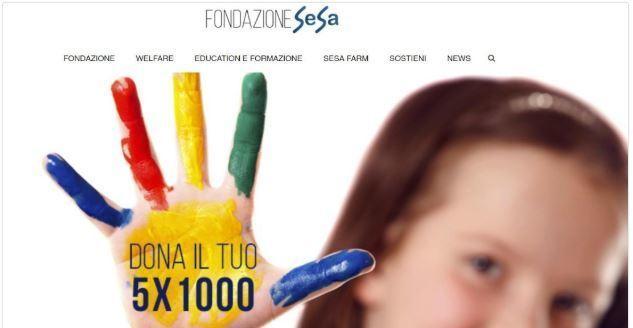 FONDAZIONE SeSa
FONDAZIONE WELFARE EDUCATION E FORMAZIONE SESA FARM SOSTIENI NEWS
DONA IL TUO
5X1000